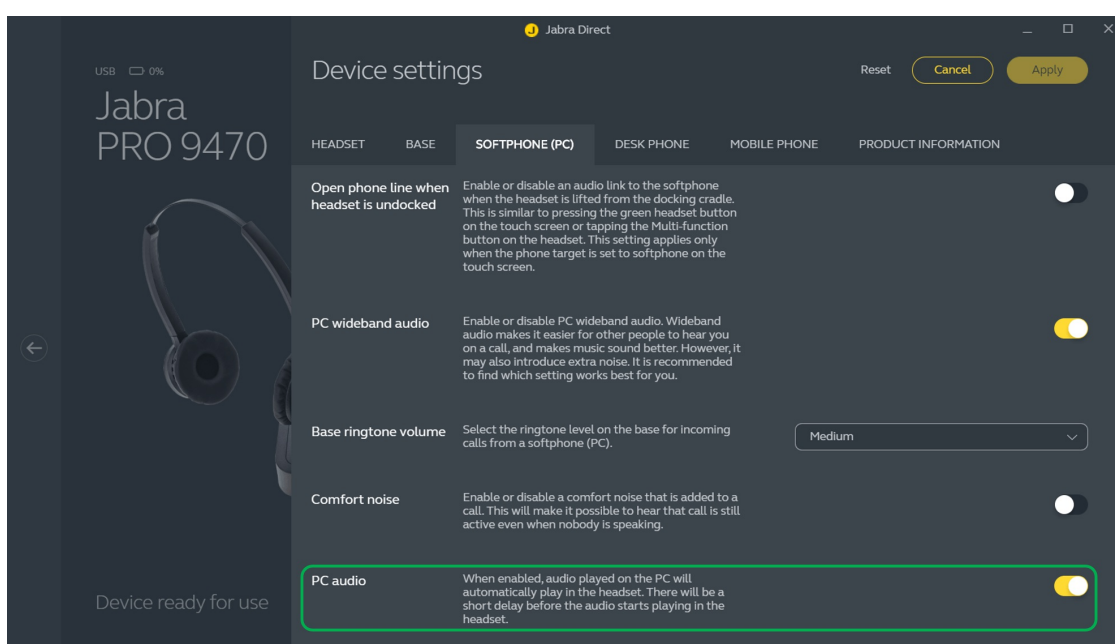 Jabra Direct
USB 0%
Jabra
PRO 9470
Device ready for use
Device settings
Reset
Cancel
Apply
HEADSET
BASE
SOFTPHONE (PC)
DESK PHONE
MOBILE PHONE
PRODUCT INFORMATION
Open phone line when
headset is undocked
Enable or disable an audio link to the softphone
when the headset is lifted from the docking cradle.
This is similar to pressing the green headset button
on the touch screen or tapping the Multi-function
button on the headset. This setting applies only
when the phone target is set to softphone on the
touch screen.
PC wideband audio
Enable or disable PC wideband audio. Wideband
audio makes it easier for other people to hear you
on a call, and makes music sound better. However, it
may also introduce extra noise. It is recommended
to find which setting works best for you.
Base ringtone volume
Select the ringtone level on the base for incoming
calls from a softphone (PC).
Medium
Comfort noise
Enable or disable a comfort noise that is added to a
call. This will make it possible to hear that call is still
active even when nobody is speaking.
PC audio
When enabled, audio played on the PC will
automatically play in the headset. There will be a
short delay before the audio starts playing in the
headset.